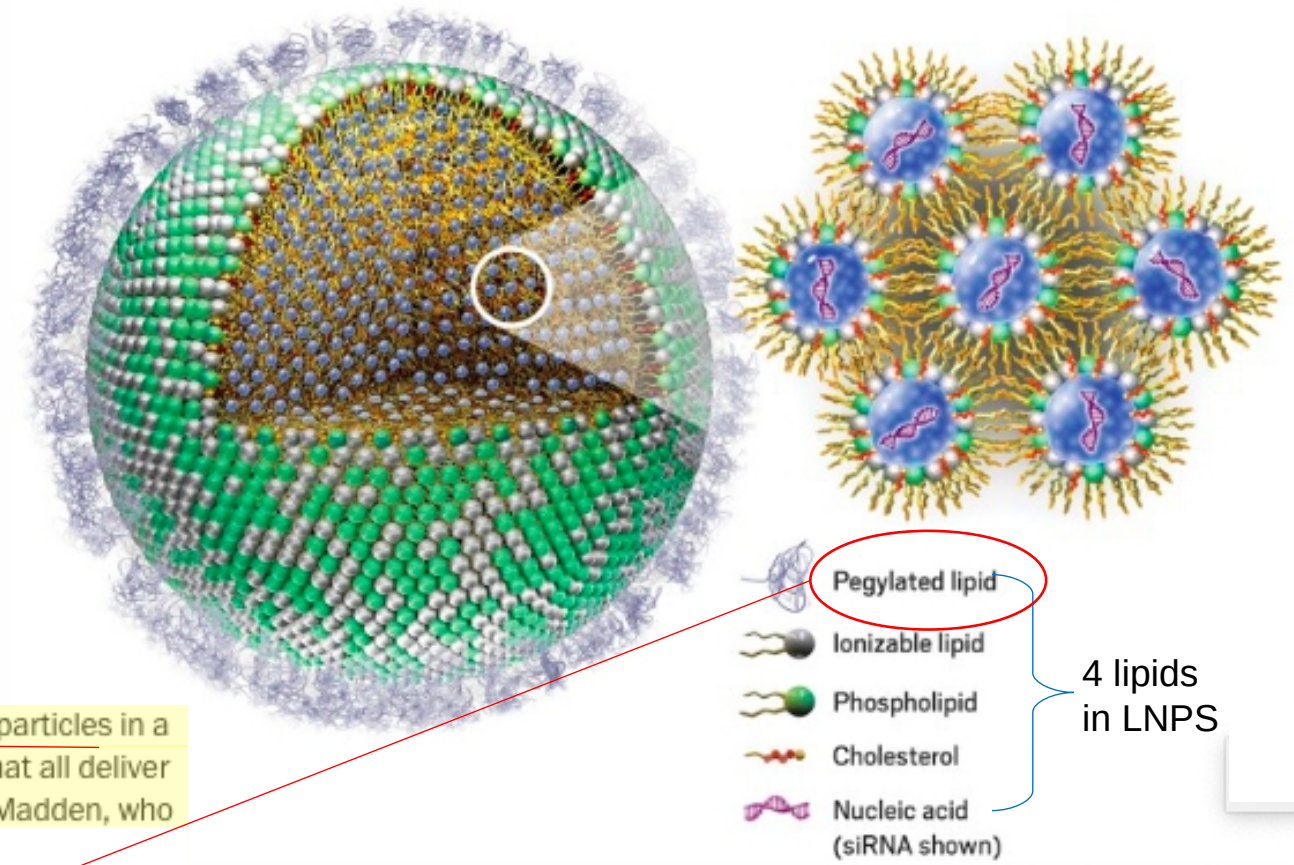 Pegylated lipid
Ionizable lipid
Phospholipid
Cholesterol
Nucleic acid
(siRNA shown)
4 lipids
in LNPS
particles in a
at all deliver
Madden, who